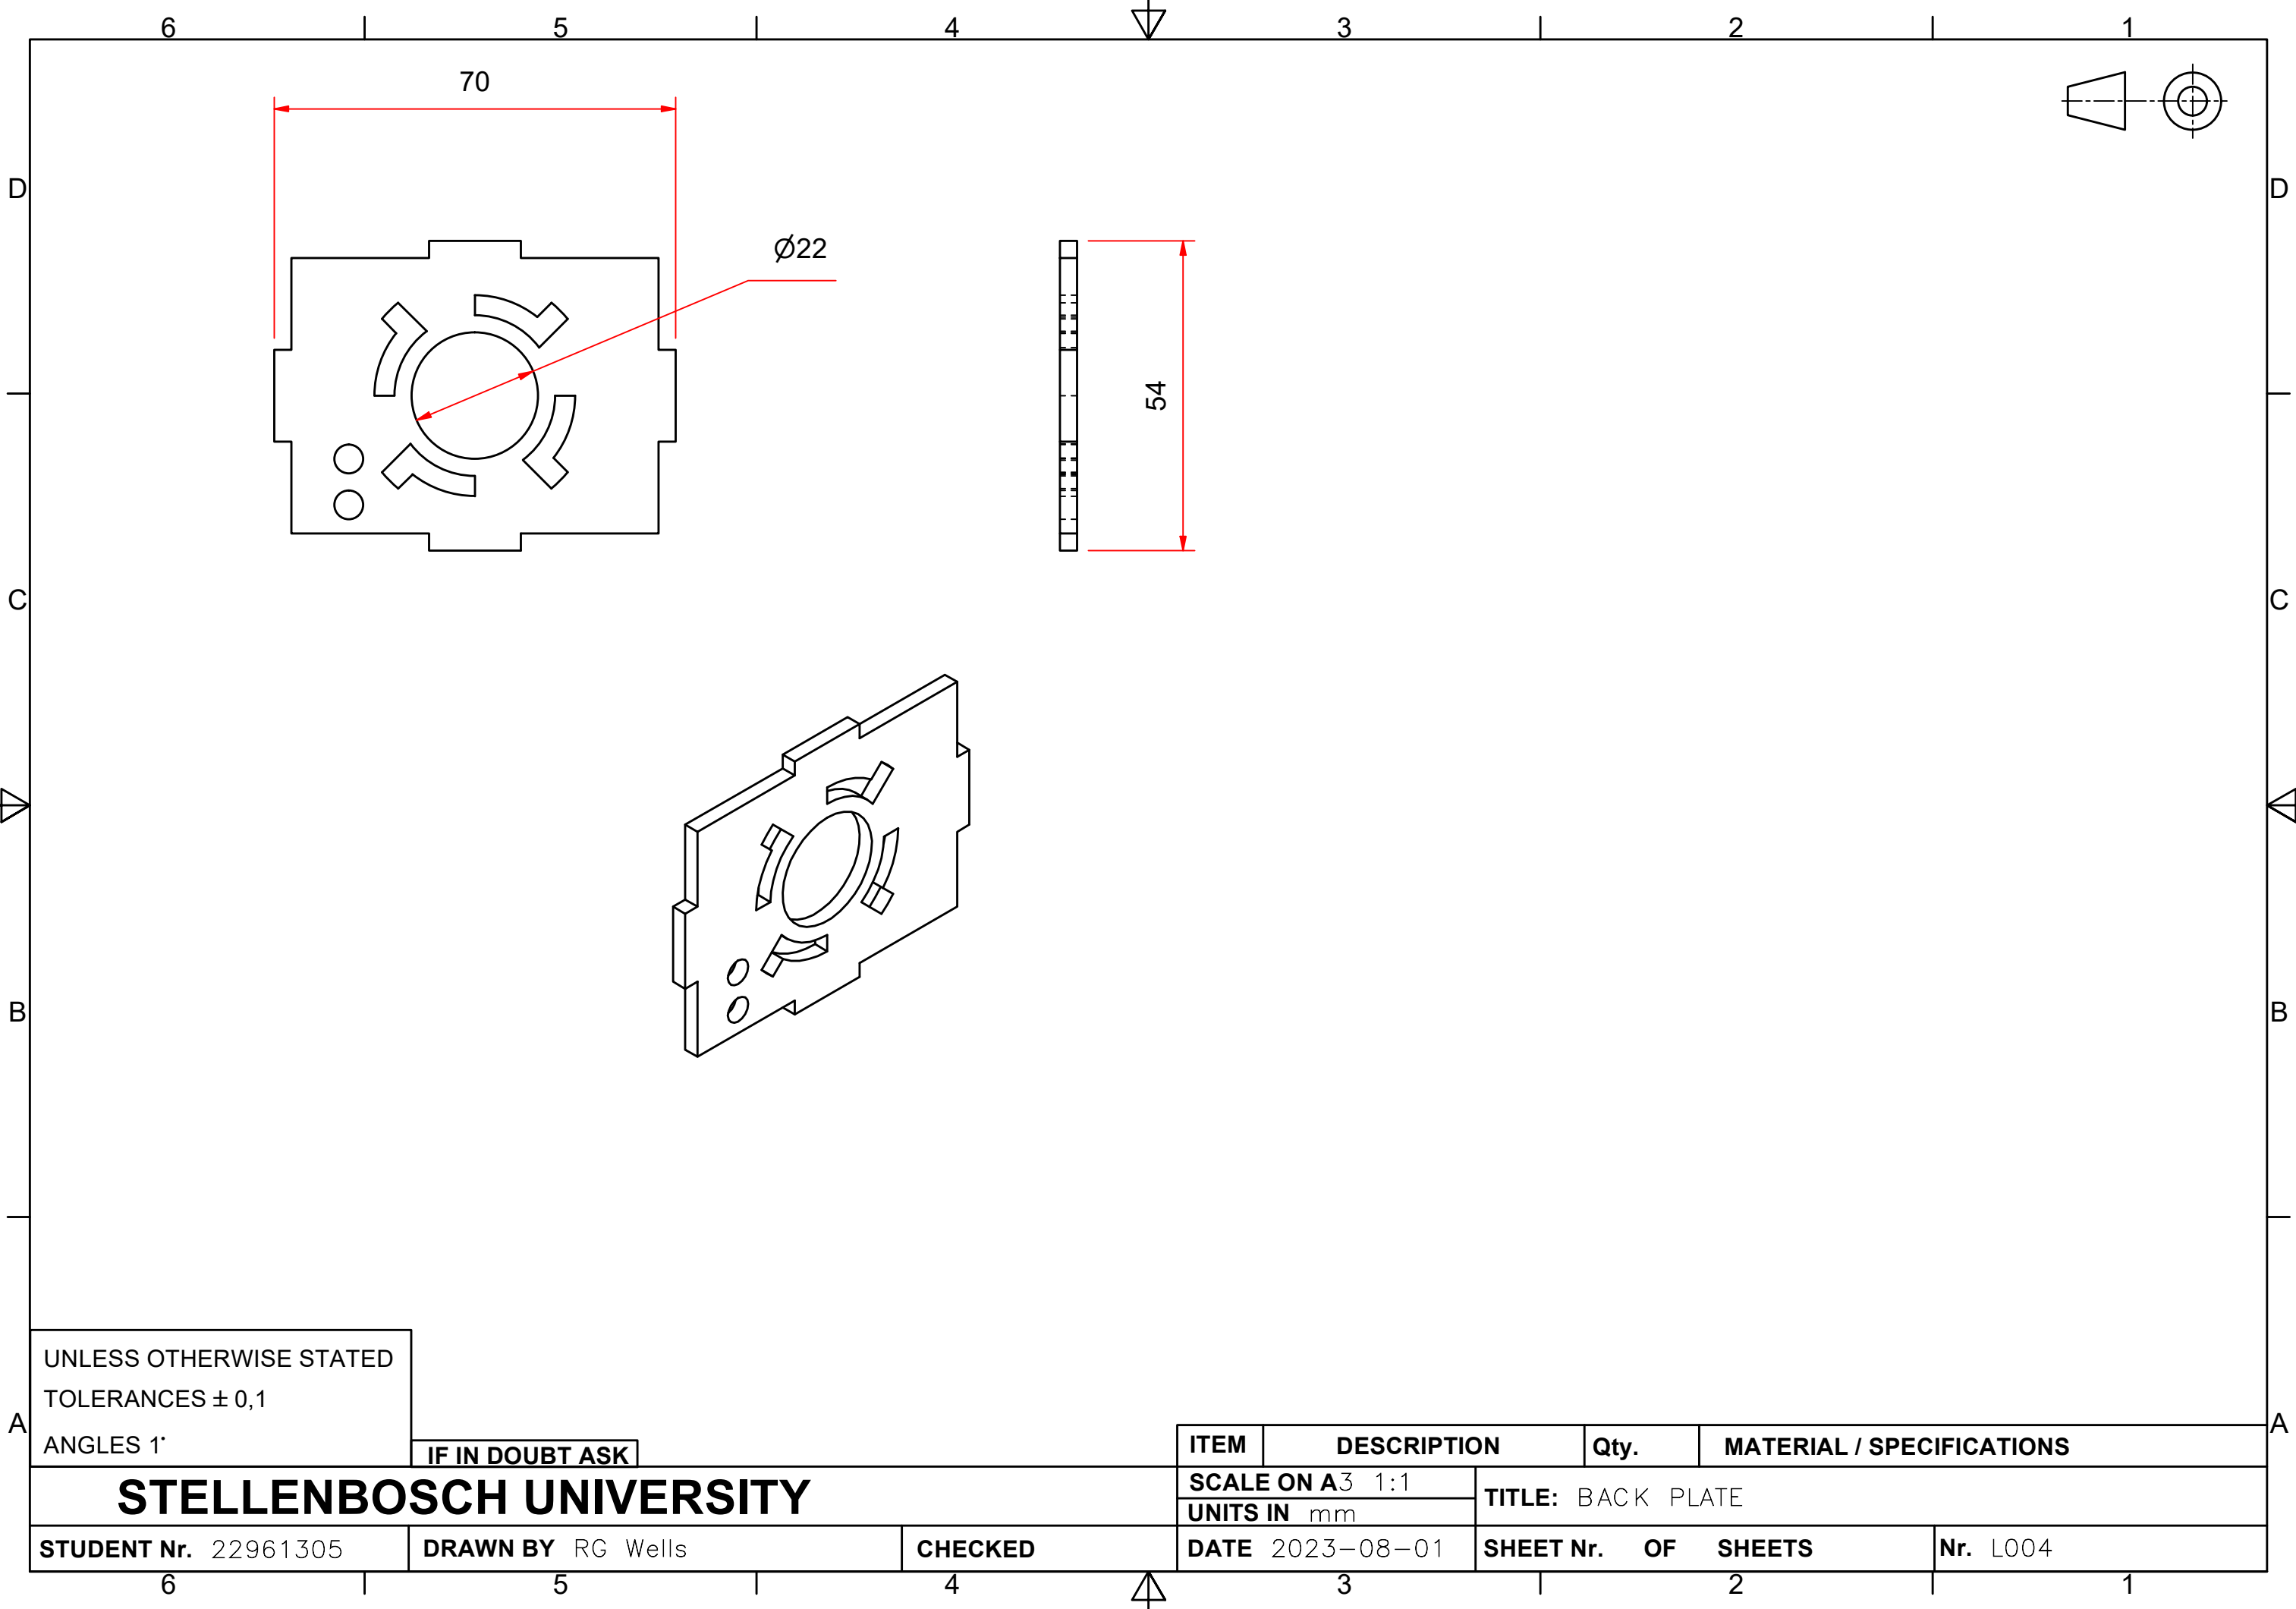 6 5 4 3 2 1
70
D D
Ø22
54
C C
B B
UNLESS OTHERWISE STATED
TOLERANCES ± 0,1
A A
ANGLES 1°
IF IN DOUBT ASK
ITEM DESCRIPTION Qty. MATERIAL / SPECIFICATIONS
STELLENBOSCH UNIVERSITY
SCALE ON A3 1:1
UNITS IN mm
TITLE: BACK PLATE
STUDENT Nr. 22961305 DRAWN BY RG Wells CHECKED DATE 2023-08-01 SHEET Nr. OF SHEETS Nr. L004
6 5 4 3 2 1